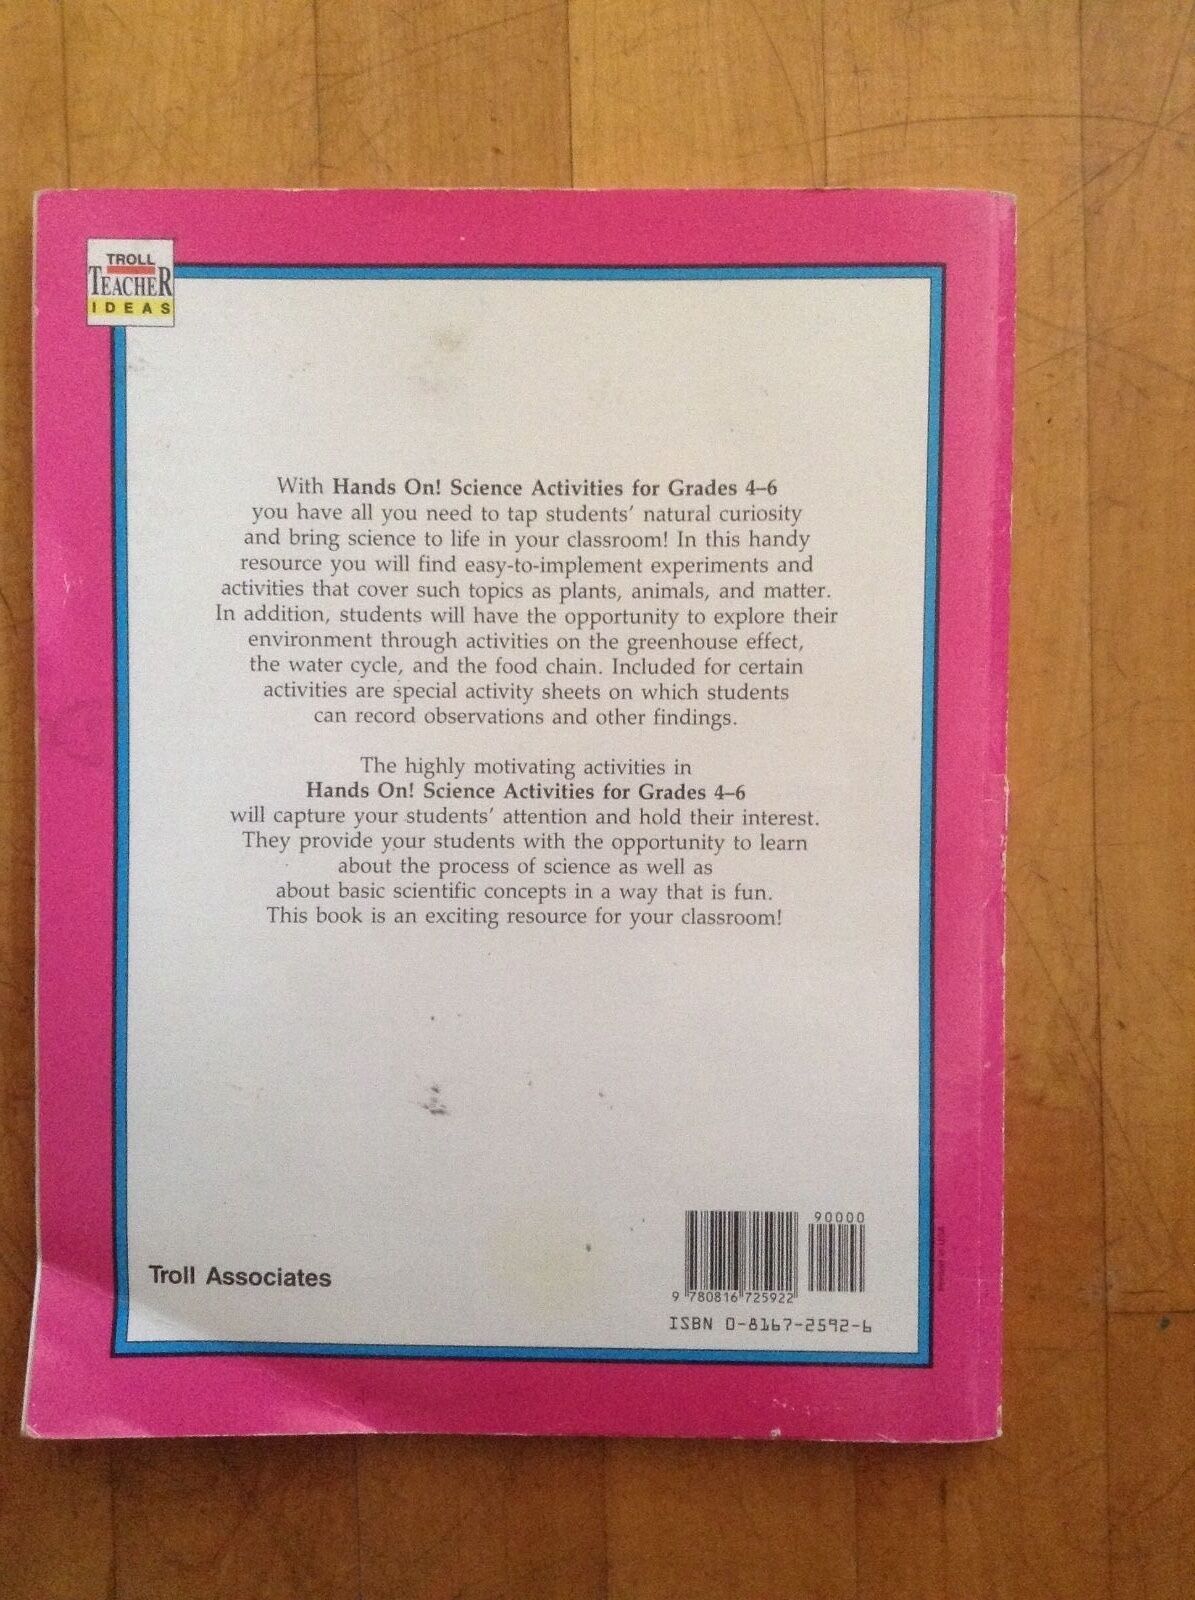 TROLL
TEACHER
IDEAS
With Hands On! Science Activities for Grades 4–6
you have all you need to tap students' natural curiosity
and bring science to life in your classroom! In this handy
resource you will find easy-to-implement experiments and
activities that cover such topics as plants, animals, and matter.
In addition, students will have the opportunity to explore their
environment through activities on the greenhouse effect,
the water cycle, and the food chain. Included for certain
activities are special activity sheets on which students
can record observations and other findings.
The highly motivating activities in
Hands On! Science Activities for Grades 4–6
will capture your students' attention and hold their interest.
They provide your students with the opportunity to learn
about the process of science as well as
about basic scientific concepts in a way that is fun.
This book is an exciting resource for your classroom!
Troll Associates
90000
9 780816 725922
ISBN 0-8167-2592-6